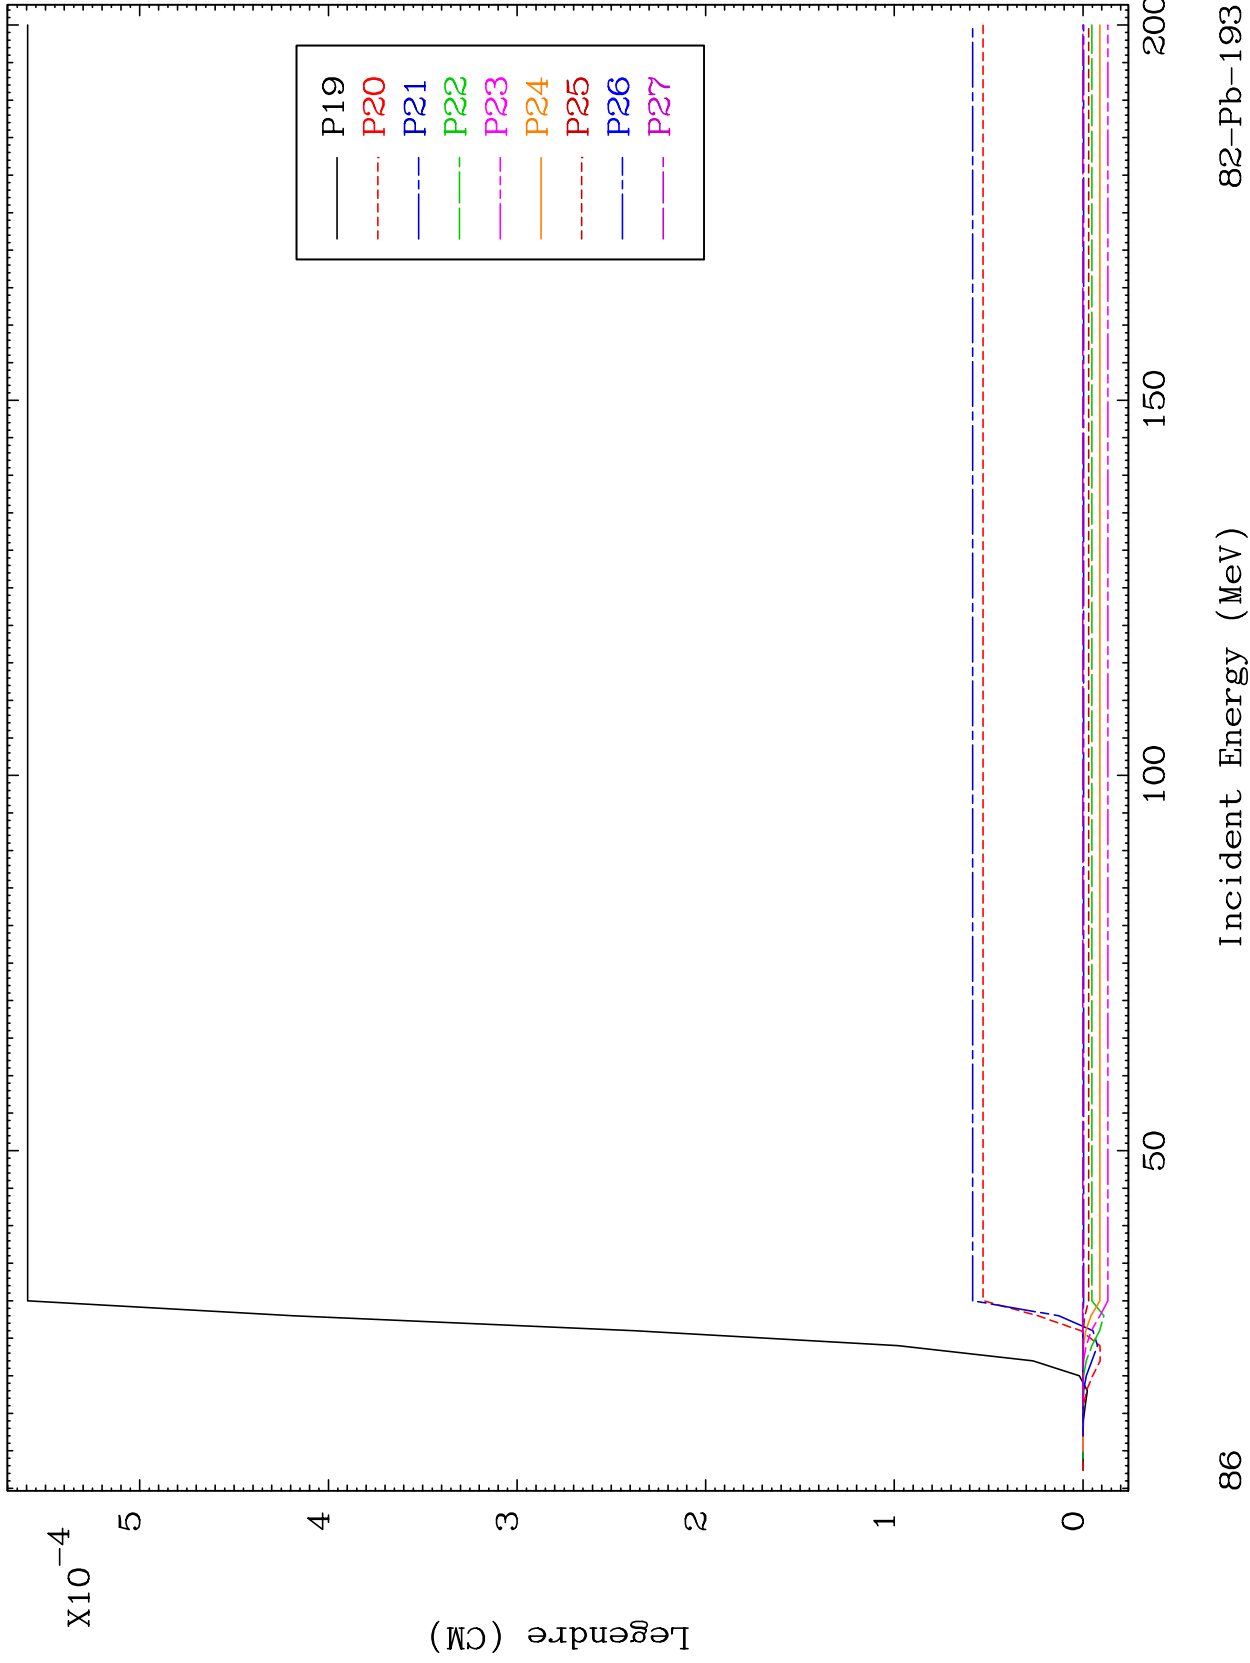 X10-4
5
4
3
2
1
0
Legendre (CM)
P19
P20
P21
P22
P23
P24
P25
P26
P27
50
100
150
200
Incident Energy (MeV)
86
82-Pb-193